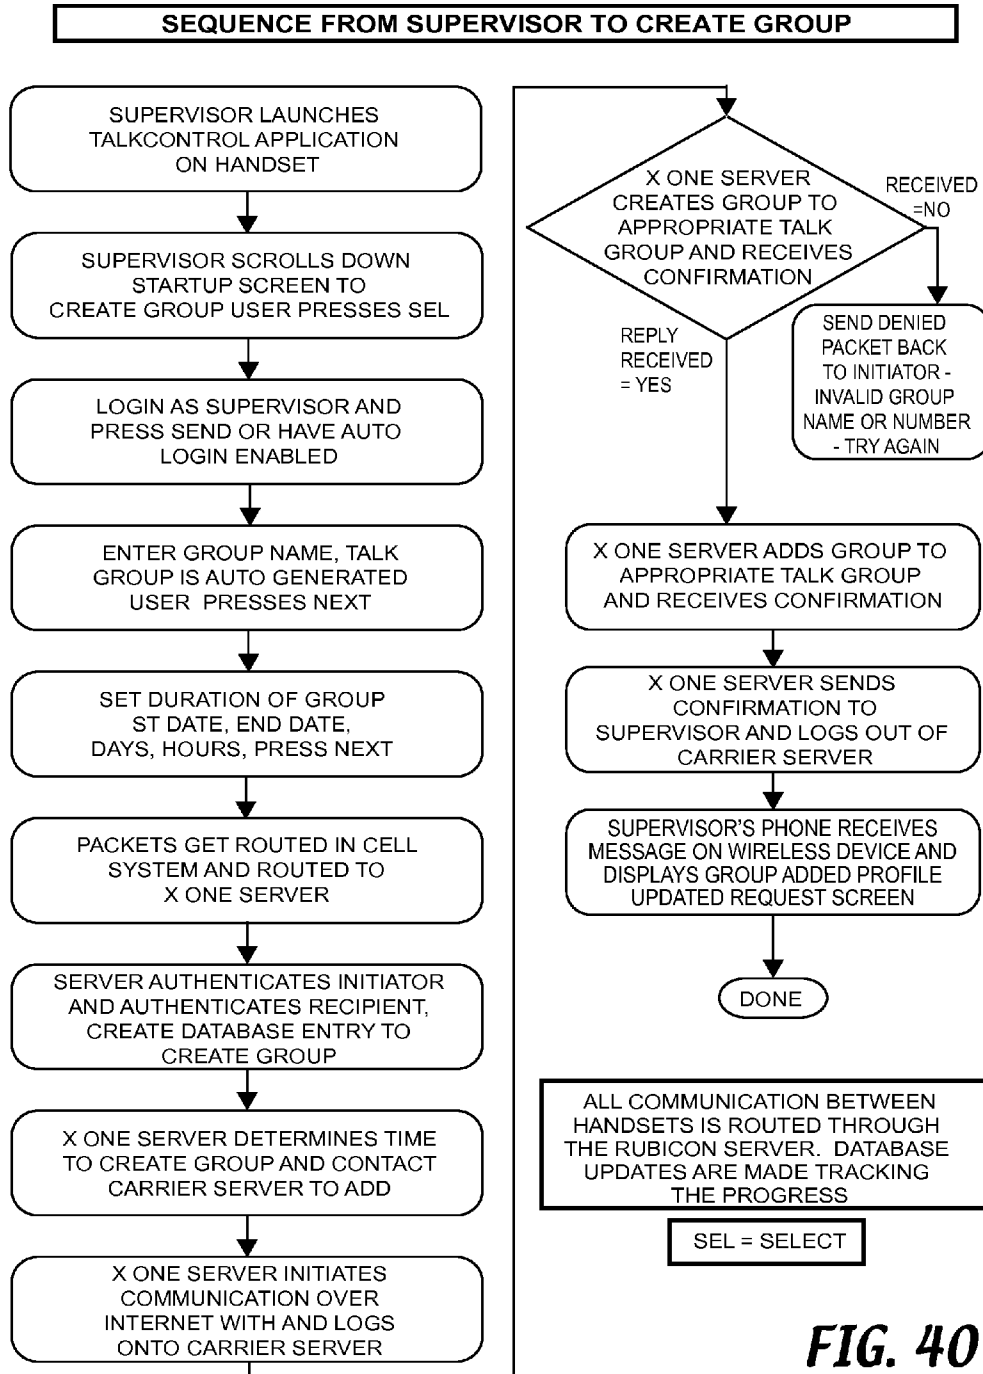 SEQUENCE FROM SUPERVISOR TO CREATE GROUP
SUPERVISOR LAUNCHES
TALKCONTROL APPLICATION
ON HANDSET
SUPERVISOR SCROLLS DOWN
STARTUP SCREEN TO
CREATE GROUP USER PRESSES SEL
LOGIN AS SUPERVISOR AND
PRESS SEND OR HAVE AUTO
LOGIN ENABLED
ENTER GROUP NAME, TALK
GROUP IS AUTO GENERATED
USER PRESSES NEXT
SET DURATION OF GROUP
ST DATE, END DATE,
DAYS, HOURS, PRESS NEXT
PACKETS GET ROUTED IN CELL
SYSTEM AND ROUTED TO
X ONE SERVER
SERVER AUTHENTICATES INITIATOR
AND AUTHENTICATES RECIPIENT,
CREATE DATABASE ENTRY TO
CREATE GROUP
X ONE SERVER DETERMINES TIME
TO CREATE GROUP AND CONTACT
CARRIER SERVER TO ADD
X ONE SERVER INITIATES
COMMUNICATION OVER
INTERNET WITH AND LOGS
ONTO CARRIER SERVER
X ONE SERVER
CREATES GROUP TO
APPROPRIATE TALK
GROUP AND RECEIVES
CONFIRMATION
RECEIVED
=NO
SEND DENIED
PACKET BACK
TO INITIATOR -
INVALID GROUP
NAME OR NUMBER
- TRY AGAIN
REPLY
RECEIVED
= YES
X ONE SERVER ADDS GROUP TO
APPROPRIATE TALK GROUP
AND RECEIVES CONFIRMATION
X ONE SERVER SENDS
CONFIRMATION TO
SUPERVISOR AND LOGS OUT OF
CARRIER SERVER
SUPERVISOR'S PHONE RECEIVES
MESSAGE ON WIRELESS DEVICE AND
DISPLAYS GROUP ADDED PROFILE
UPDATED REQUEST SCREEN
DONE
ALL COMMUNICATION BETWEEN
HANDSETS IS ROUTED THROUGH
THE RUBICON SERVER. DATABASE
UPDATES ARE MADE TRACKING
THE PROGRESS
SEL = SELECT
FIG. 40